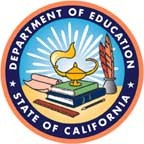 DEPARTMENT OF EDUCATION
STATE OF CALIFORNIA